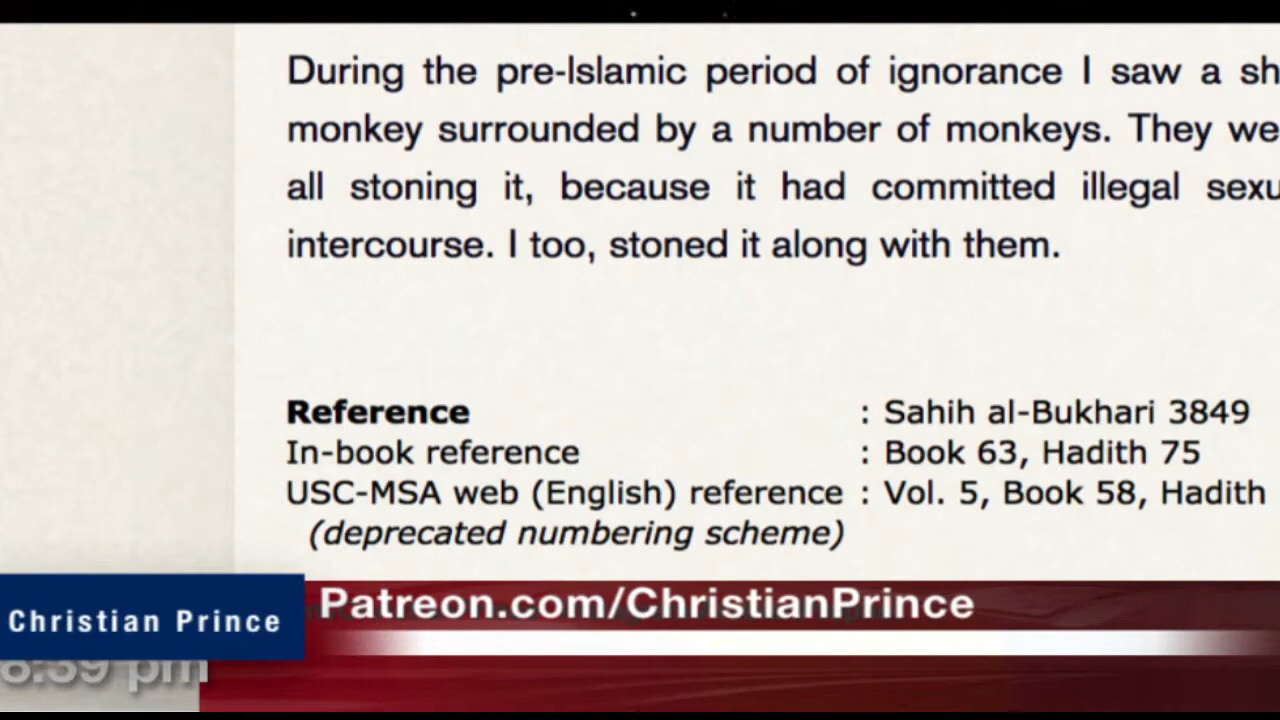 During the pre-Islamic period of ignorance I saw a sh
monkey surrounded by a number of monkeys. They we
all stoning it, because it had committed illegal sexu
intercourse. I too, stoned it along with them.
Reference : Sahih al-Bukhari 3849
In-book reference : Book 63, Hadith 75
USC-MSA web (English) reference : Vol. 5, Book 58, Hadith
(deprecated numbering scheme)
Patreon.com/ChristianPrince
Christian Prince
8:39 pm